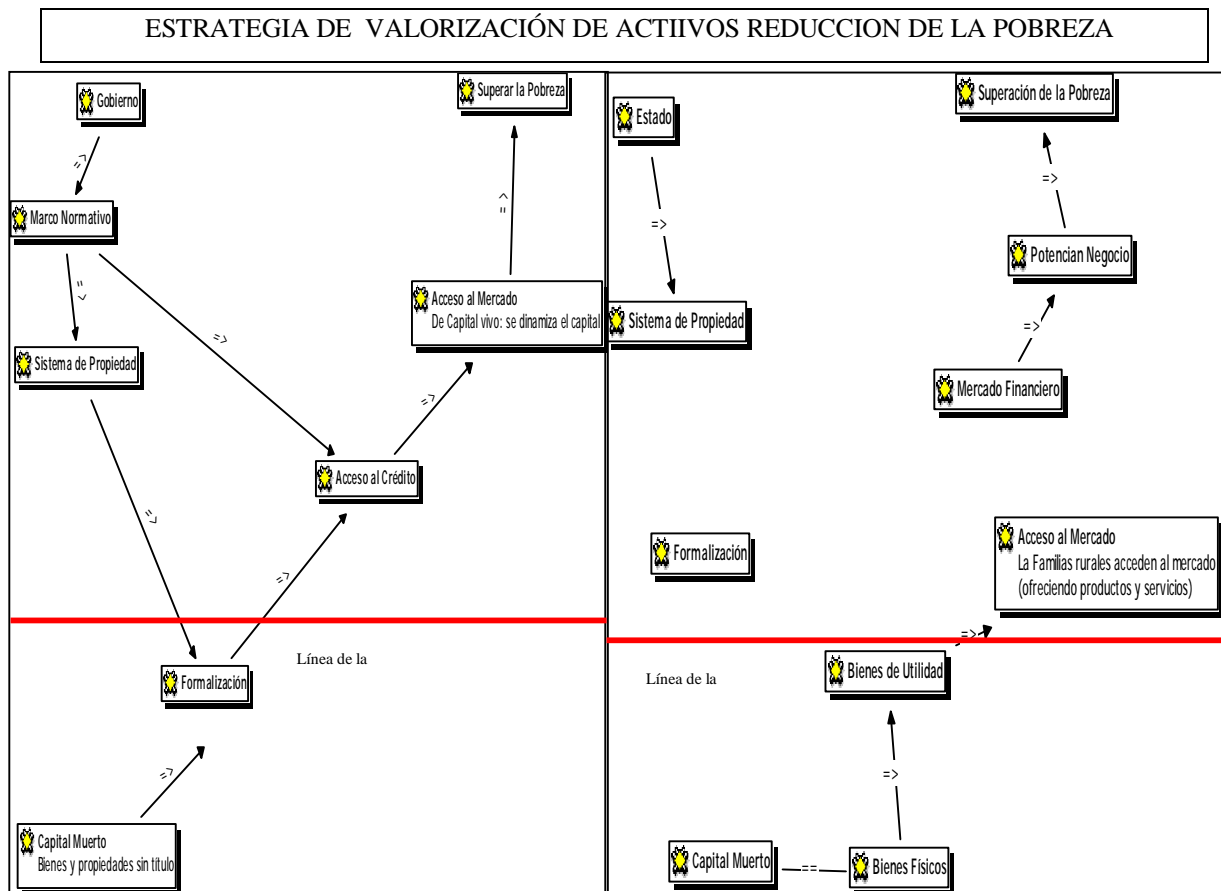 ESTRATEGIA DE VALORIZACIÓN DE ACTIIVOS REDUCCION DE LA POBREZA
Gobierno
Superar la Pobreza
=>
=>
Marco Normativo
=>
=>
Acceso al Mercado
De Capital vivo: se dinamiza el capital
Sistema de Propiedad
=>
Acceso al Crédito
=>
=>
Línea de la
Formalización
=>
Capital Muerto
Bienes y propiedades sin título
Estado
Superación de la Pobreza
=>
=>
Potencian Negocio
Sistema de Propiedad
=>
Mercado Financiero
Formalización
Acceso al Mercado
La Familias rurales acceden al mercado
(ofreciendo productos y servicios)
=>
Línea de la
Bienes de Utilidad
=>
Capital Muerto
==
Bienes Físicos